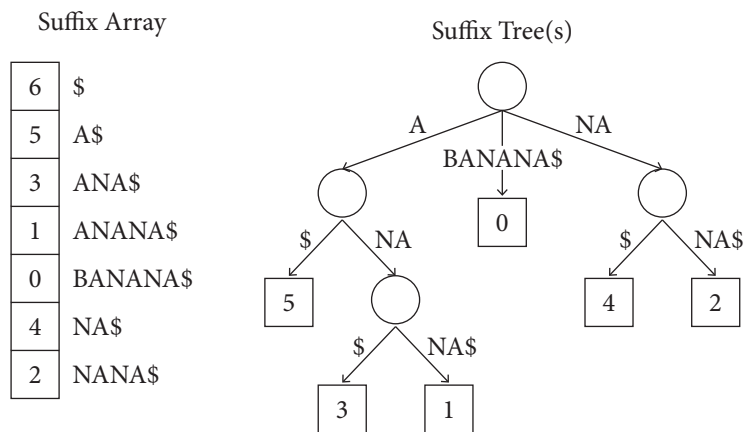 Suffix Array
6 $
5 A$
3 ANA$
1 ANANA$
0 BANANA$
4 NA$
2 NANA$
Suffix Tree(s)
A
BANANA$
NA
0
$
NA
$
NA$
5
4
2
$
NA$
3
1